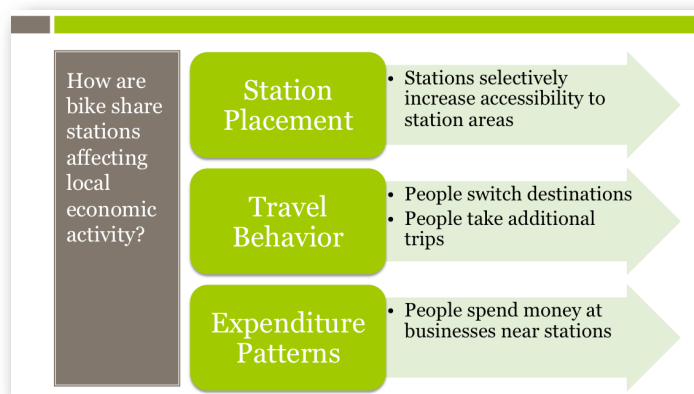 How are
bike share
stations
affecting
local
economic
activity?
Station
Placement
• Stations selectively
increase accessibility to
station areas
Travel
Behavior
• People switch destinations
• People take additional
trips
Expenditure
Patterns
• People spend money at
businesses near stations